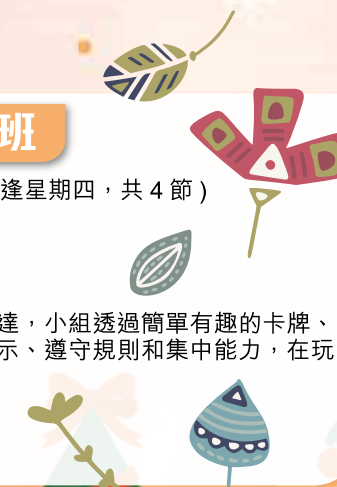 班
逢星期四，共 4 節 )
達，小組透過簡單有趣的卡牌、
示、遵守規則和集中能力，在玩